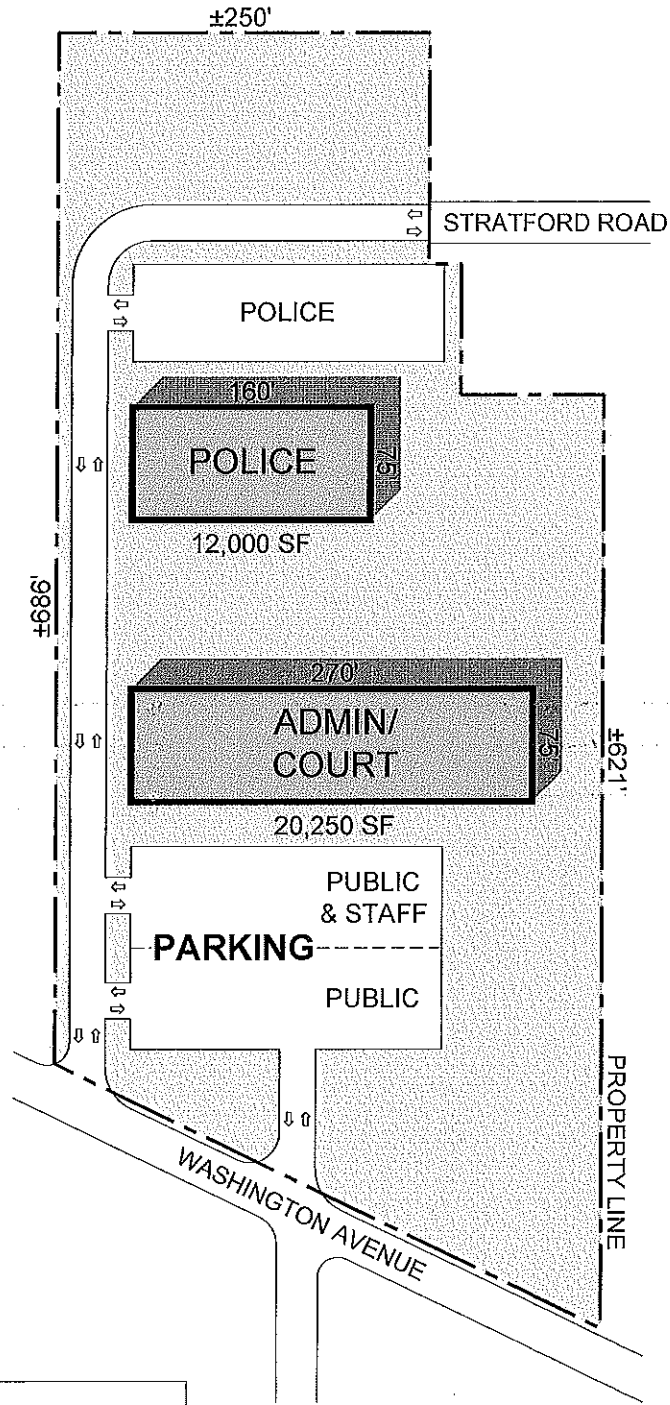 ±250'
STRATFORD ROAD
POLICE
160'
POLICE
75'
12,000 SF
±686'
270'
ADMIN/
COURT
75'
±621'
20,250 SF
PUBLIC
& STAFF
PARKING
PUBLIC
PROPERTY LINE
WASHINGTON AVENUE